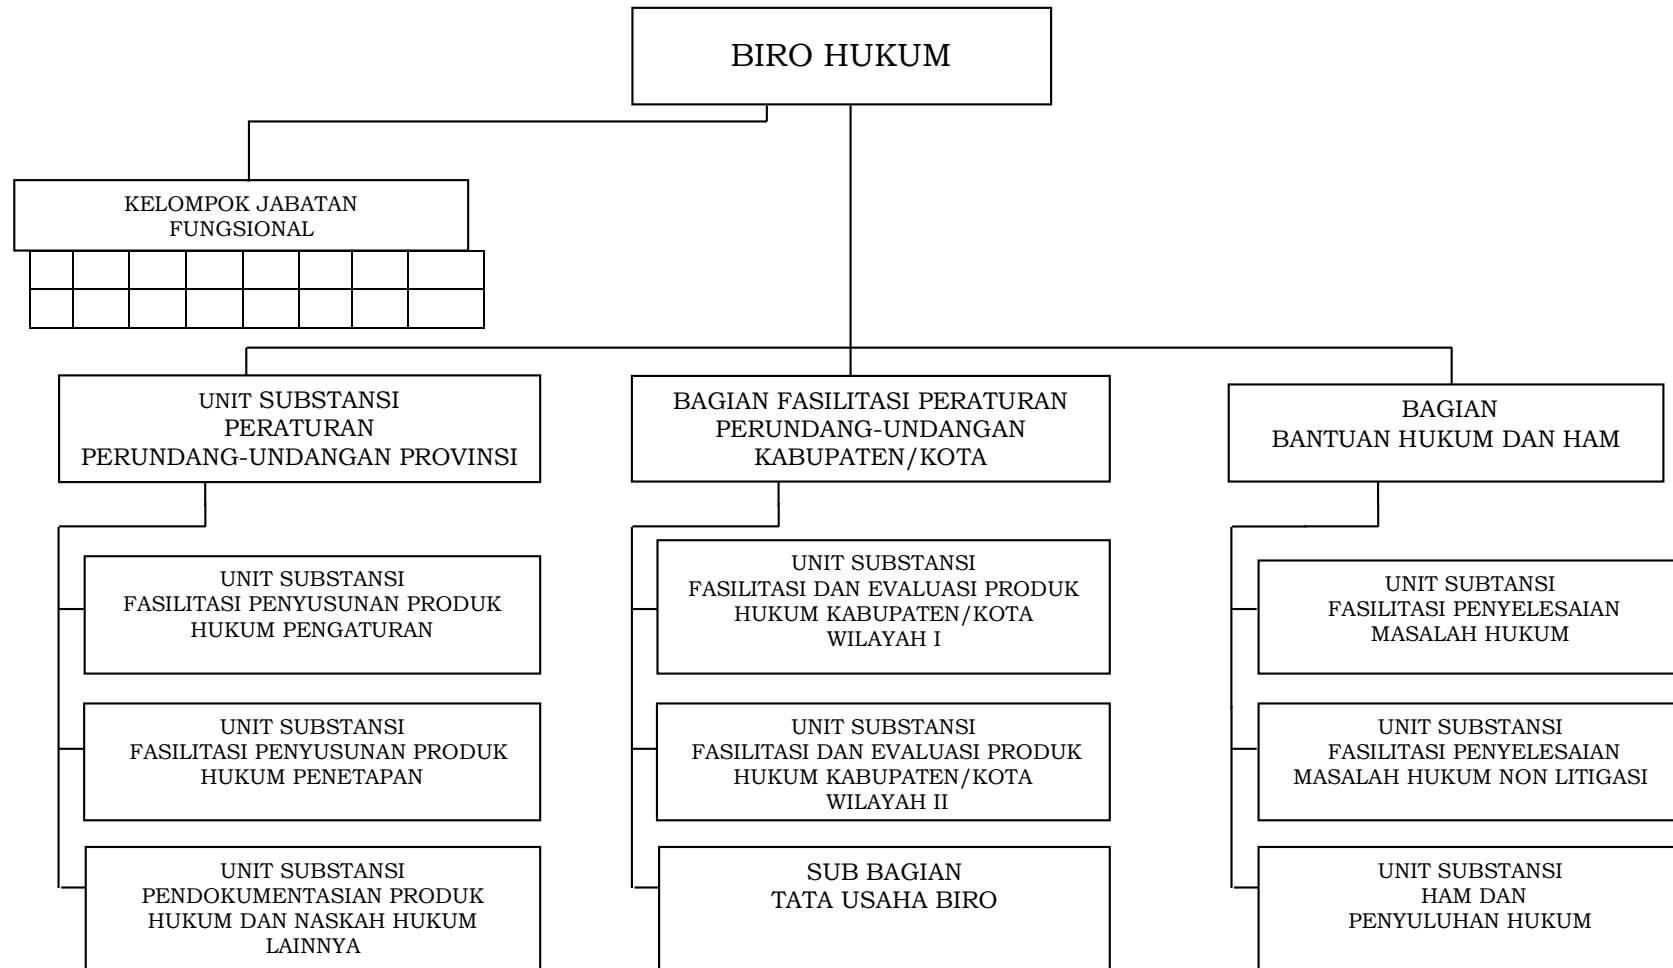 BIRO HUKUM
KELOMPOK JABATAN
FUNGSIONAL
UNIT SUBSTANSI
PERATURAN
PERUNDANG-UNDANGAN PROVINSI
BAGIAN FASILITASI PERATURAN
PERUNDANG-UNDANGAN
KABUPATEN/KOTA
BAGIAN
BANTUAN HUKUM DAN HAM
UNIT SUBSTANSI
FASILITASI PENYUSUNAN PRODUK
HUKUM PENGATURAN
UNIT SUBSTANSI
FASILITASI DAN EVALUASI PRODUK
HUKUM KABUPATEN/KOTA
WILAYAH I
UNIT SUBTANSI
FASILITASI PENYELESAIAN
MASALAH HUKUM
UNIT SUBSTANSI
FASILITASI PENYUSUNAN PRODUK
HUKUM PENETAPAN
UNIT SUBSTANSI
FASILITASI DAN EVALUASI PRODUK
HUKUM KABUPATEN/KOTA
WILAYAH II
UNIT SUBSTANSI
FASILITASI PENYELESAIAN
MASALAH HUKUM NON LITIGASI
UNIT SUBSTANSI
PENDOKUMENTASIAN PRODUK
HUKUM DAN NASKAH HUKUM
LAINNYA
SUB BAGIAN
TATA USAHA BIRO
UNIT SUBSTANSI
HAM DAN
PENYULUHAN HUKUM